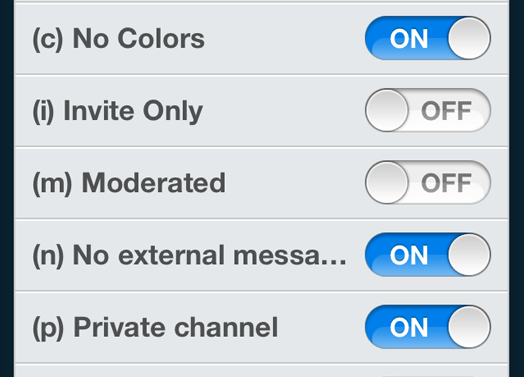 (c) No Colors ON
(i) Invite Only OFF
(m) Moderated OFF
(n) No external messa... ON
(p) Private channel ON